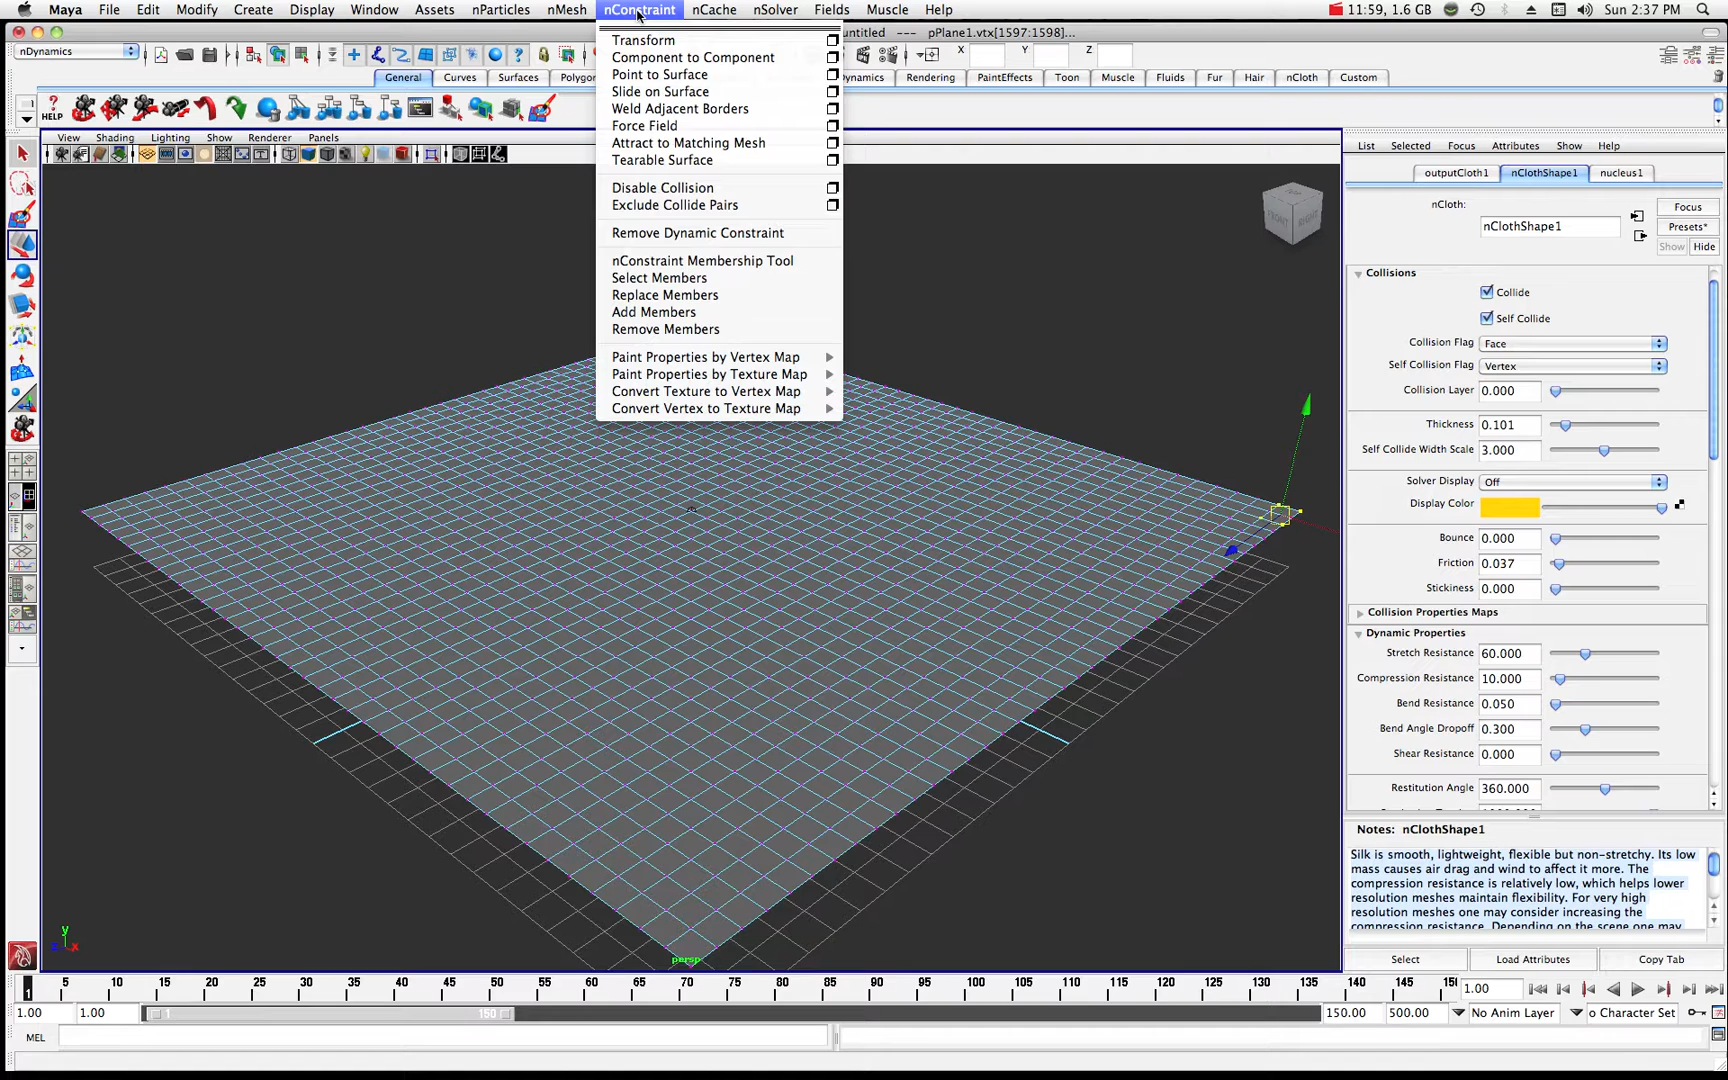 Maya File Edit Modify Create Display Window Assets nParticles nMesh nConstraint nCache nSolver Fields Muscle Help 11:59, 1.6 GB Sun 2:37 PM
untitled --- pPlane1.vtx[1597:1598]...
nDynamics X Y Z
General Curves Surfaces Polygo Rendering PaintEffects Toon Muscle Fluids Fur Hair nCloth Custom
HELP
View Shading Lighting Show Renderer Panels
Transform
Component to Component
Point to Surface
Slide on Surface
Weld Adjacent Borders
Force Field
Attract to Matching Mesh
Tearable Surface
Disable Collision
Exclude Collide Pairs
Remove Dynamic Constraint
nConstraint Membership Tool
Select Members
Replace Members
Add Members
Remove Members
Paint Properties by Vertex Map
Paint Properties by Texture Map
Convert Texture to Vertex Map
Convert Vertex to Texture Map
FRONT RIGHT
List Selected Focus Attributes Show Help
outputCloth1 nClothShape1 nucleus1
nCloth: nClothShape1
Focus
Presets*
Show Hide
Collisions
Collide
Self Collide
Collision Flag Face
Self Collision Flag Vertex
Collision Layer 0.000
Thickness 0.101
Self Collide Width Scale 3.000
Solver Display Off
Display Color
Bounce 0.000
Friction 0.037
Stickiness 0.000
Collision Properties Maps
Dynamic Properties
Stretch Resistance 60.000
Compression Resistance 10.000
Bend Resistance 0.050
Bend Angle Dropoff 0.300
Shear Resistance 0.000
Restitution Angle 360.000
Notes: nClothShape1
Silk is smooth, lightweight, flexible but non-stretchy. Its low
mass causes air drag and wind to affect it more. The
compression resistance is relatively low, which helps lower
resolution meshes maintain flexibility. For very high
resolution meshes one may consider increasing the
compression resistance. Depending on the scene one may
Select Load Attributes Copy Tab
y
x
persp
1 5 10 15 20 25 30 35 40 45 50 55 60 65 70 75 80 85 90 95 100 105 110 115 120 125 130 135 140 145 150 1.00
1.00 1.00 1 150 150.00 500.00 No Anim Layer o Character Set
MEL